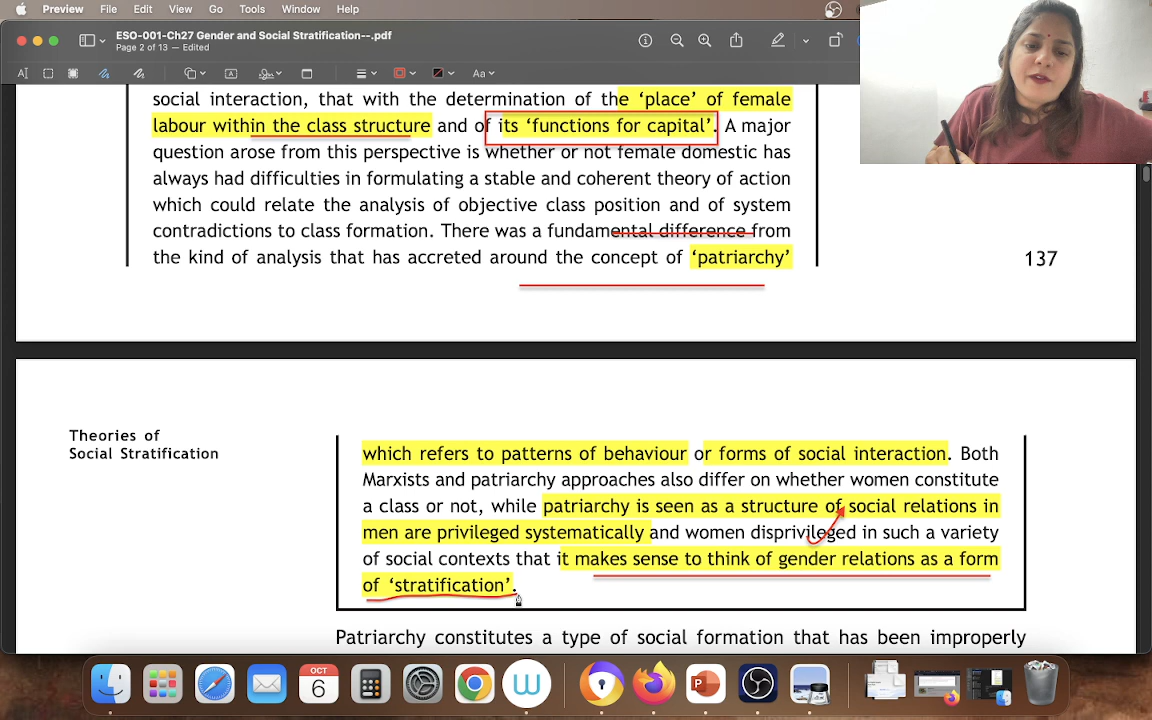 Preview File Edit View Go Tools Window Help
ESO-001-Ch27 Gender and Social Stratification--.pdf
Page 2 of 13 — Edited
social interaction, that with the determination of the ‘place’ of female
labour within the class structure and of its ‘functions for capital’. A major
question arose from this perspective is whether or not female domestic has
always had difficulties in formulating a stable and coherent theory of action
which could relate the analysis of objective class position and of system
contradictions to class formation. There was a fundamental difference from
the kind of analysis that has accreted around the concept of ‘patriarchy’
137
Theories of
Social Stratification
which refers to patterns of behaviour or forms of social interaction. Both
Marxists and patriarchy approaches also differ on whether women constitute
a class or not, while patriarchy is seen as a structure of social relations in
men are privileged systematically and women disprivileged in such a variety
of social contexts that it makes sense to think of gender relations as a form
of ‘stratification’.
Patriarchy constitutes a type of social formation that has been improperly
OCT
6